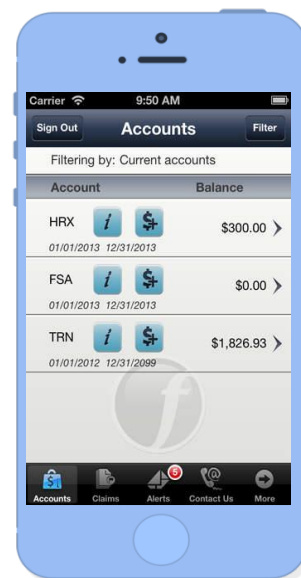 Carrier 9:50 AM
Sign Out Accounts Filter
Filtering by: Current accounts
Account Balance
HRX i $+ $300.00
01/01/2013 12/31/2013
FSA i $+ $0.00
01/01/2013 12/31/2013
TRN i $+ $1,826.93
01/01/2012 12/31/2099
f
5
Accounts Claims Alerts Contact Us More